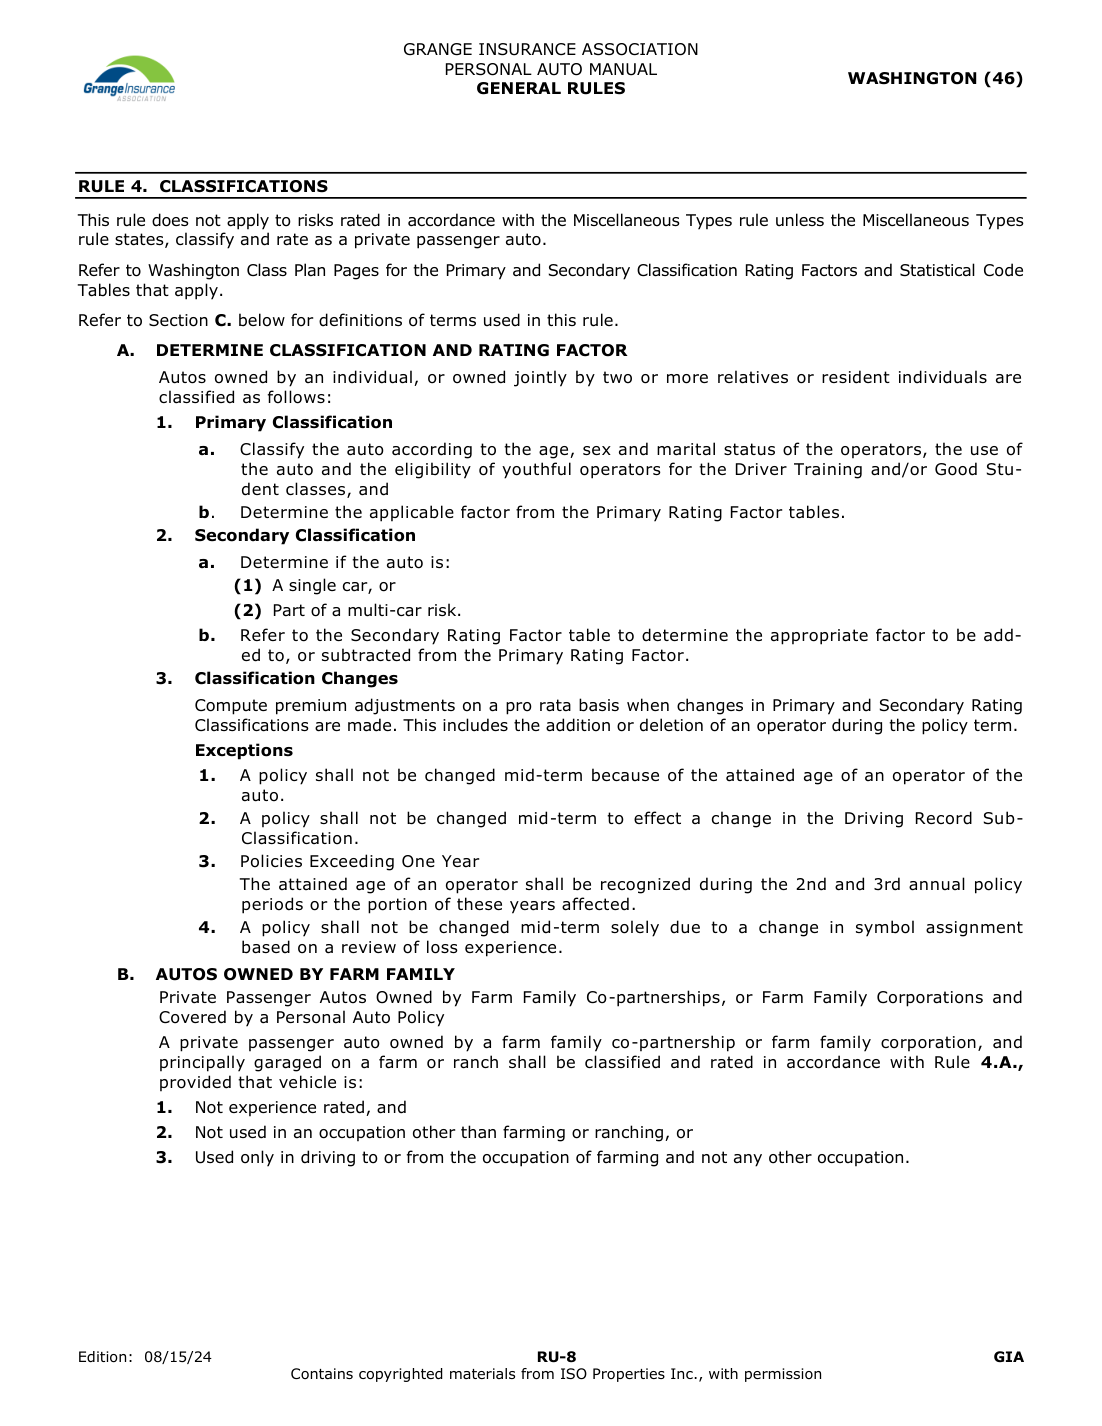 GRANGE INSURANCE ASSOCIATION
PERSONAL AUTO MANUAL
GENERAL RULES
WASHINGTON (46)
GrangeInsurance
ASSOCIATION
RULE 4. CLASSIFICATIONS
This rule does not apply to risks rated in accordance with the Miscellaneous Types rule unless the Miscellaneous Types
rule states, classify and rate as a private passenger auto.
Refer to Washington Class Plan Pages for the Primary and Secondary Classification Rating Factors and Statistical Code
Tables that apply.
Refer to Section C. below for definitions of terms used in this rule.
A. DETERMINE CLASSIFICATION AND RATING FACTOR
Autos owned by an individual, or owned jointly by two or more relatives or resident individuals are
classified as follows:
1. Primary Classification
a. Classify the auto according to the age, sex and marital status of the operators, the use of
the auto and the eligibility of youthful operators for the Driver Training and/or Good Stu-
dent classes, and
b. Determine the applicable factor from the Primary Rating Factor tables.
2. Secondary Classification
a. Determine if the auto is:
(1) A single car, or
(2) Part of a multi-car risk.
b. Refer to the Secondary Rating Factor table to determine the appropriate factor to be add-
ed to, or subtracted from the Primary Rating Factor.
3. Classification Changes
Compute premium adjustments on a pro rata basis when changes in Primary and Secondary Rating
Classifications are made. This includes the addition or deletion of an operator during the policy term.
Exceptions
1. A policy shall not be changed mid-term because of the attained age of an operator of the
auto.
2. A policy shall not be changed mid-term to effect a change in the Driving Record Sub-
Classification.
3. Policies Exceeding One Year
The attained age of an operator shall be recognized during the 2nd and 3rd annual policy
periods or the portion of these years affected.
4. A policy shall not be changed mid-term solely due to a change in symbol assignment
based on a review of loss experience.
B. AUTOS OWNED BY FARM FAMILY
Private Passenger Autos Owned by Farm Family Co-partnerships, or Farm Family Corporations and
Covered by a Personal Auto Policy
A private passenger auto owned by a farm family co-partnership or farm family corporation, and
principally garaged on a farm or ranch shall be classified and rated in accordance with Rule 4.A.,
provided that vehicle is:
1. Not experience rated, and
2. Not used in an occupation other than farming or ranching, or
3. Used only in driving to or from the occupation of farming and not any other occupation.
Edition: 08/15/24
RU-8
GIA
Contains copyrighted materials from ISO Properties Inc., with permission